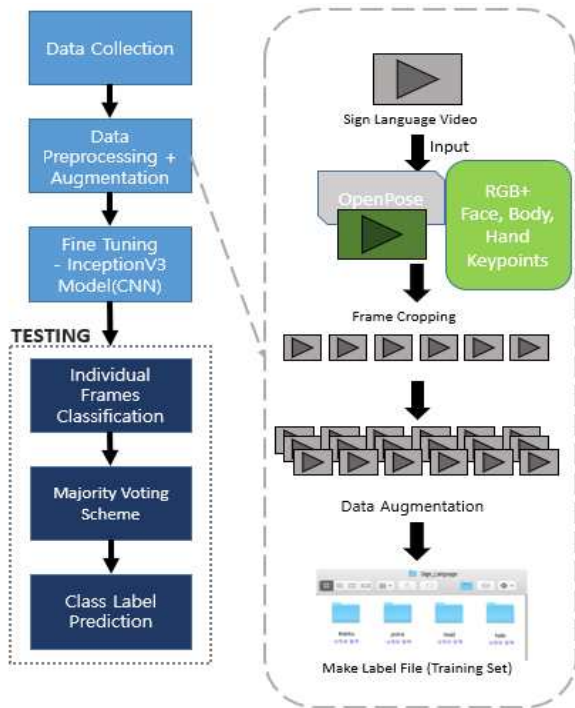 Data Collection
Data
Preprocessing +
Augmentation
Fine Tuning
- InceptionV3
Model(CNN)
TESTING
Individual
Frames
Classification
Majority Voting
Scheme
Class Label
Prediction
Sign Language Video
Input
OpenPose
RGB+
Face, Body,
Hand
Keypoints
Frame Cropping
Data Augmentation
Sign_Language
Make Label File (Training Set)